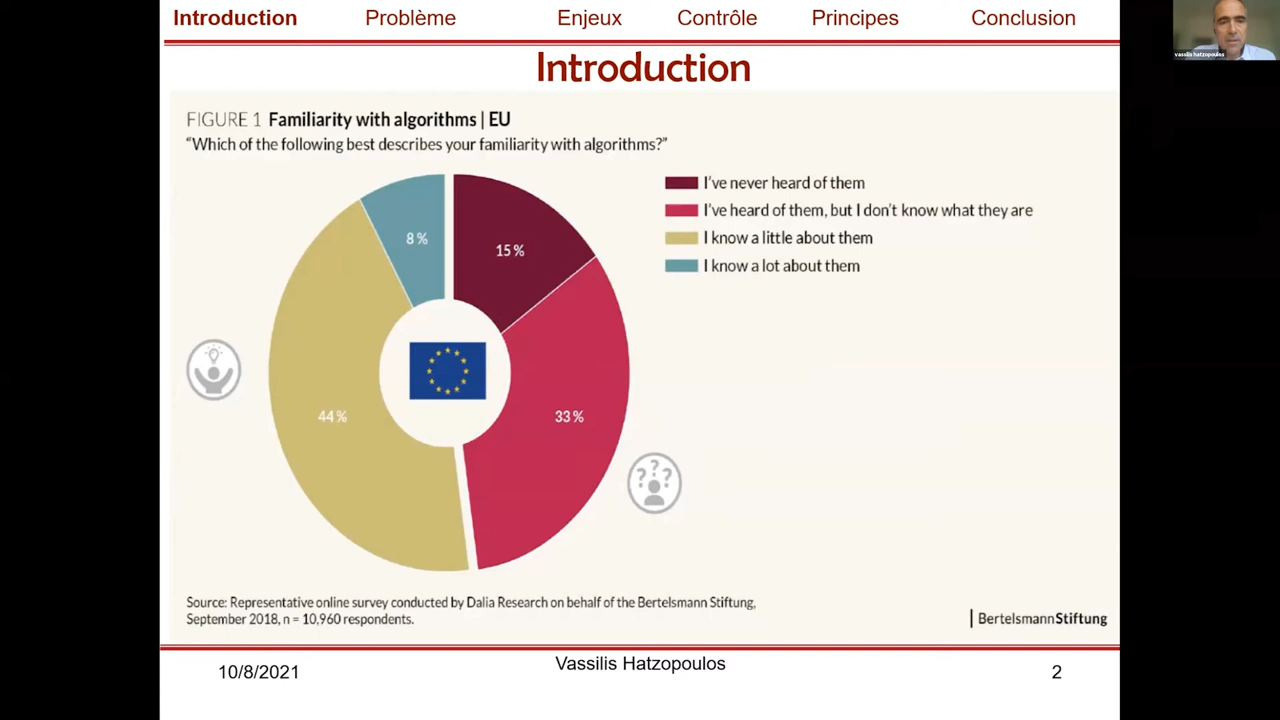 Introduction Problème Enjeux Contrôle Principes Conclusion
vassilis hatzopoulos
Introduction
FIGURE 1 Familiarity with algorithms | EU
“Which of the following best describes your familiarity with algorithms?”
I’ve never heard of them
I’ve heard of them, but I don’t know what they are
I know a little about them
I know a lot about them
8 %
15 %
44 %
33 %
? ? ?
Source: Representative online survey conducted by Dalia Research on behalf of the Bertelsmann Stiftung,
September 2018, n = 10,960 respondents.
BertelsmannStiftung
10/8/2021 Vassilis Hatzopoulos 2